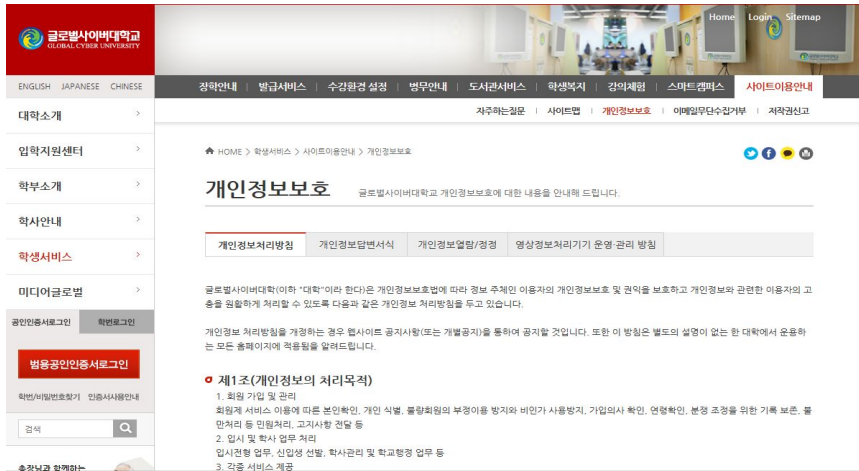 글로벌사이버대학교
GLOBAL CYBER UNIVERSITY
Home Login Sitemap
ENGLISH JAPANESE CHINESE
장학안내 발급서비스 수강환경 설정 병무안내 도서관서비스 학생복지 강의체험 스마트캠퍼스 사이트이용안내
자주하는질문 사이트맵 개인정보보호 이메일무단수집거부 저작권신고
대학소개
입학지원센터
학부소개
학사안내
학생서비스
미디어글로벌
공인인증서로그인 학번로그인
범용공인인증서로그인
학번/비밀번호찾기 인증서사용안내
검색
총장님과 함께하는
HOME > 학생서비스 > 사이트이용안내 > 개인정보보호
개인정보보호 글로벌사이버대학교 개인정보보호에 대한 내용을 안내해 드립니다.
개인정보처리방침 개인정보답변서식 개인정보열람/정정 영상정보처리기기 운영·관리 방침
글로벌사이버대학(이하 "대학"이라 한다)은 개인정보보호법에 따라 정보 주체인 이용자의 개인정보보호 및 권익을 보호하고 개인정보와 관련한 이용자의 고
충을 원활하게 처리할 수 있도록 다음과 같은 개인정보 처리방침을 두고 있습니다.
개인정보 처리방침을 개정하는 경우 웹사이트 공지사항(또는 개별공지)을 통하여 공지할 것입니다. 또한 이 방침은 별도의 설명이 없는 한 대학에서 운용하
는 모든 홈페이지에 적용됨을 알려드립니다.
제1조(개인정보의 처리목적)
1. 회원 가입 및 관리
회원제 서비스 이용에 따른 본인확인, 개인 식별, 불량회원의 부정이용 방지와 비인가 사용방지, 가입의사 확인, 연령확인, 분쟁 조정을 위한 기록 보존, 불
만처리 등 민원처리, 고지사항 전달 등
2. 입시 및 학사 업무 처리
입시전형 업무, 신입생 선발, 학사관리 및 학교행정 업무 등
3. 각종 서비스 제공